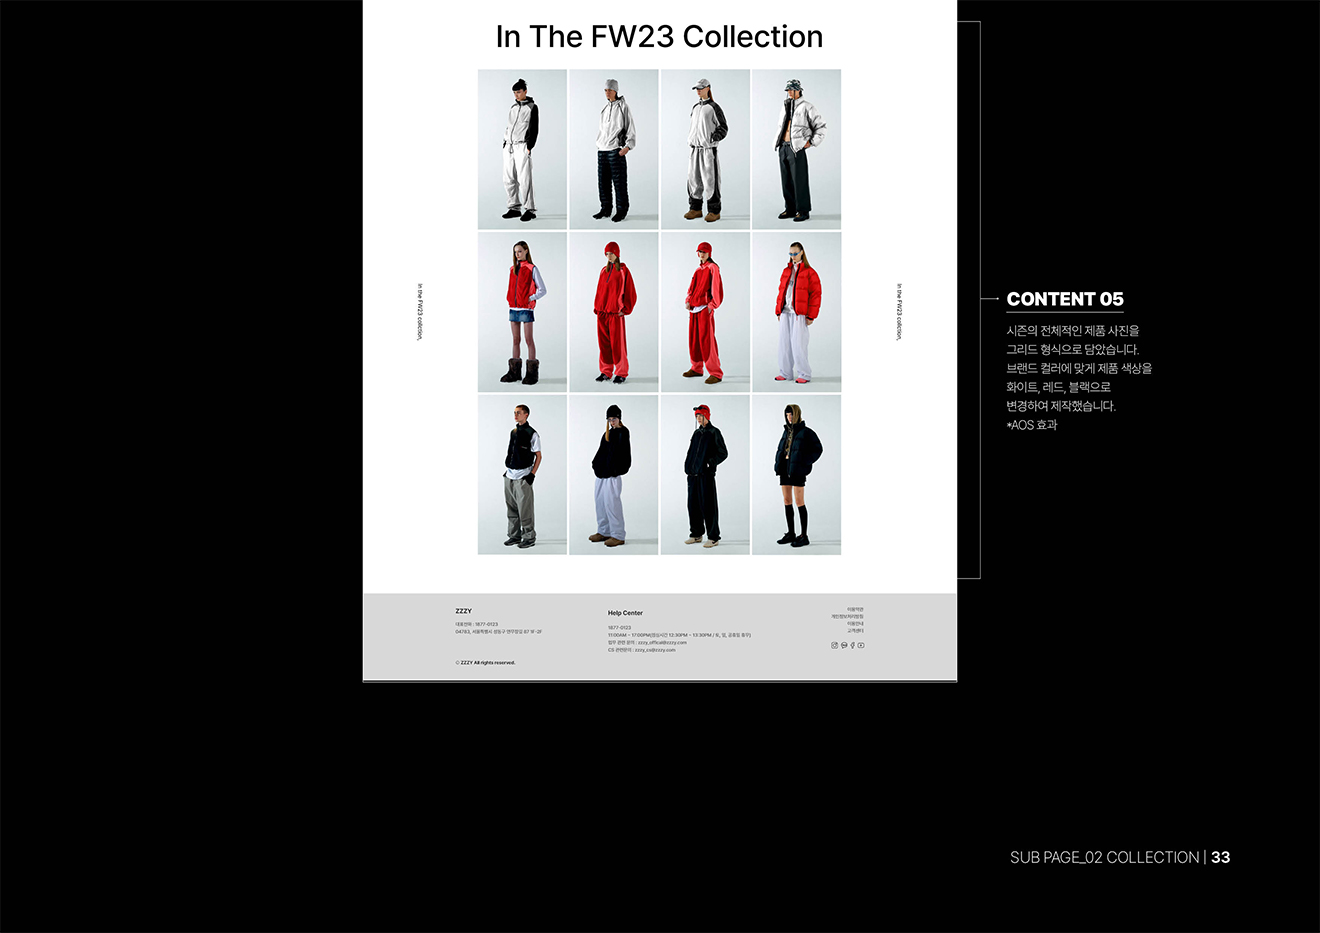 In The FW23 Collection
In the FW23 collction,
In the FW23 collction,
CONTENT 05
시즌의 전체적인 제품 사진을
그리드 형식으로 담았습니다.
브랜드 컬러에 맞게 제품 색상을
화이트, 레드, 블랙으로
변경하여 제작했습니다.
*AOS 효과
ZZZY
대표전화 : 1877-0123
04783, 서울특별시 성동구 연무장길 87 1F-2F
© ZZZY All rights reserved.
Help Center
1877-0123
11:00AM - 17:00PM(점심시간 12:30PM - 13:30PM / 토, 일, 공휴일 휴무)
업무 관련 문의 : zzzy_offical@zzzy.com
CS 관련문의 : zzzy_cs@zzzy.com
이용약관
개인정보처리방침
이용안내
고객센터
SUB PAGE_02 COLLECTION | 33